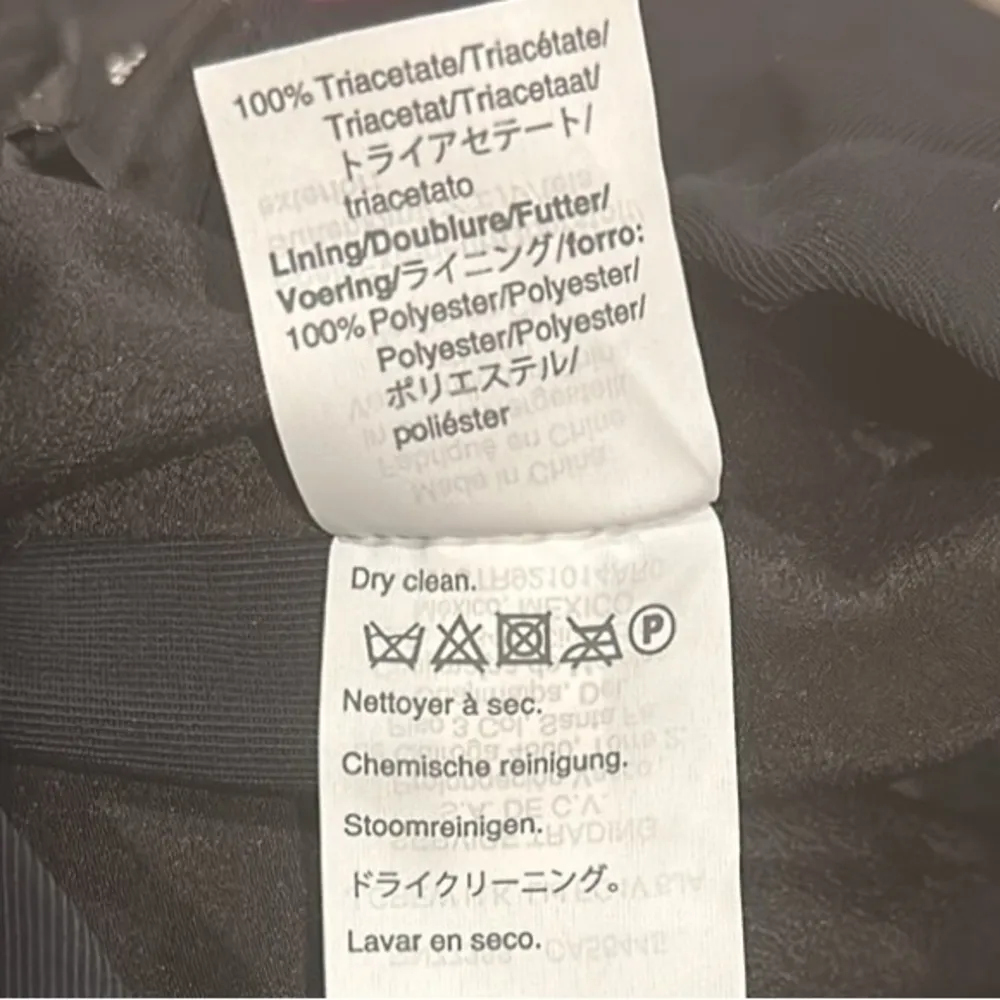 100% Triacetate/Triacétate/
Triacetat/Triacetaat/
トライアセテート/
triacetato
Lining/Doublure/Futter/
Voering/ライニング/forro:
100% Polyester/Polyester/
Polyester/Polyester/
ポリエステル/
poliéster
Dry clean.
P
Nettoyer à sec.
Chemische reinigung.
Stoomreinigen.
ドライクリーニング。
Lavar en seco.